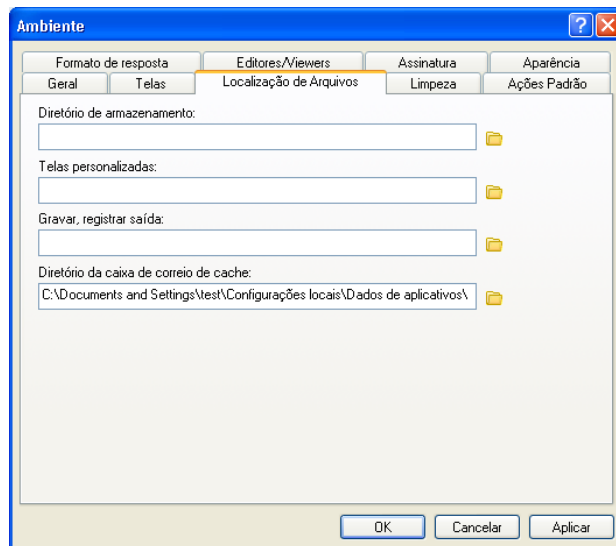 Ambiente
Formato de resposta Editores/Viewers Assinatura Aparência
Geral Telas Localização de Arquivos Limpeza Ações Padrão
Diretório de armazenamento:
Telas personalizadas:
Gravar, registrar saída:
Diretório da caixa de correio de cache:
C:\Documents and Settings\test\Configurações locais\Dados de aplicativos\
OK Cancelar Aplicar